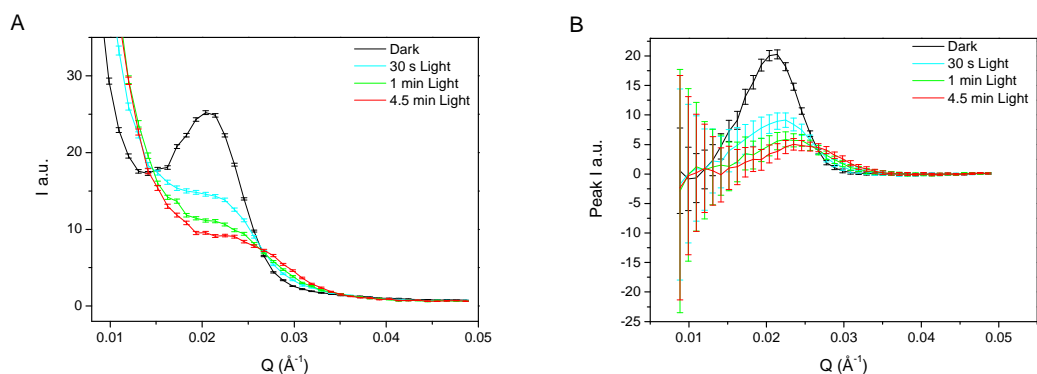 A
I a.u.
30
20
10
0
Dark
30 s Light
1 min Light
4.5 min Light
0.01 0.02 0.03 0.04 0.05
Q (Å⁻¹)
B
Peak I a.u.
20
15
10
5
0
-5
-10
-15
-20
-25
Dark
30 s Light
1 min Light
4.5 min Light
0.01 0.02 0.03 0.04 0.05
Q (Å⁻¹)